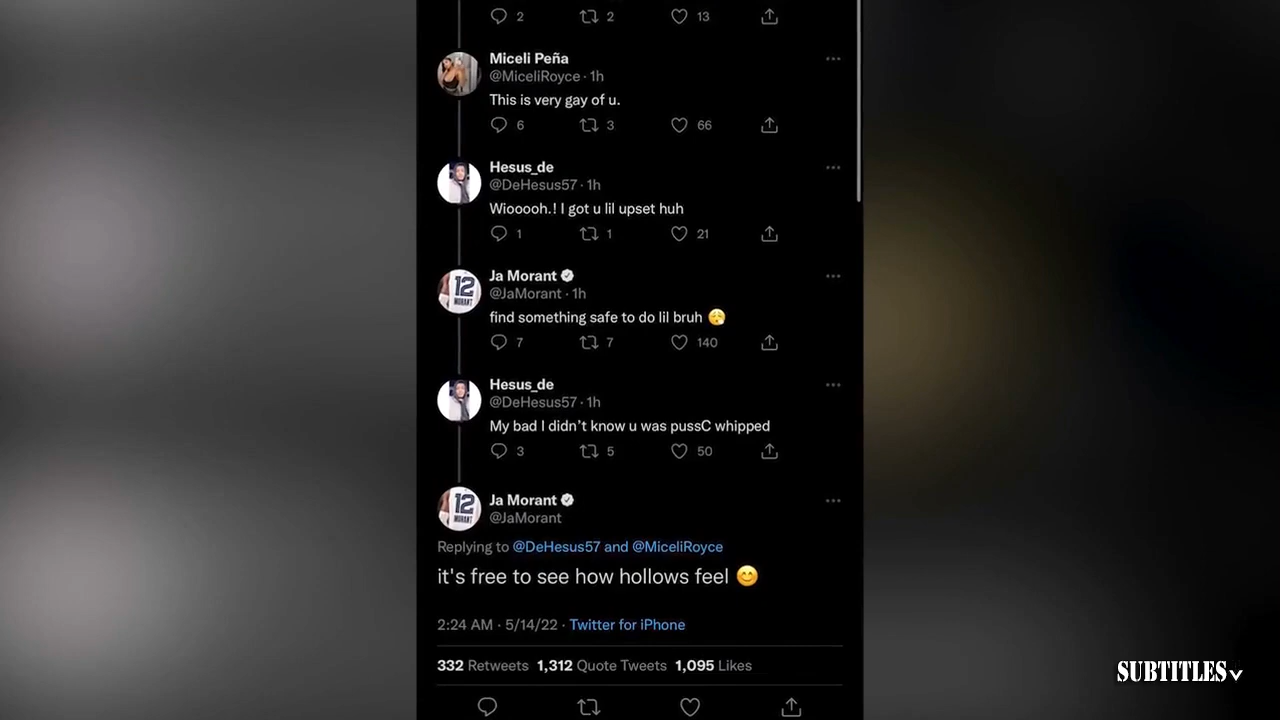 2 2 13
Miceli Peña
@MiceliRoyce · 1h
This is very gay of u.
6 3 66
Hesus_de
@DeHesus57 · 1h
Wiooooh.! I got u lil upset huh
1 1 21
Ja Morant
@JaMorant · 1h
find something safe to do lil bruh 😮‍💨
7 7 140
Hesus_de
@DeHesus57 · 1h
My bad I didn't know u was pussC whipped
3 5 50
12
MORANT
Ja Morant
@JaMorant
Replying to @DeHesus57 and @MiceliRoyce
it's free to see how hollows feel 😊
2:24 AM · 5/14/22 · Twitter for iPhone
332 Retweets 1,312 Quote Tweets 1,095 Likes
SUBTITLES